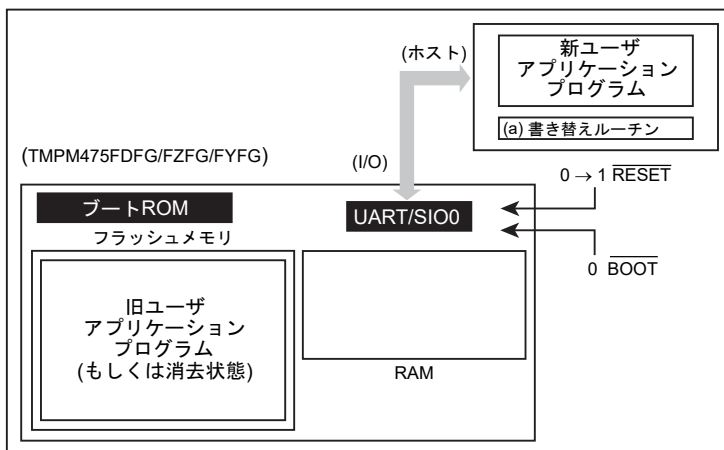 (ホスト)
新ユーザ
アプリケーション
プログラム
(a) 書き替えルーチン
(TMPM475FDFG/FZFG/FYFG)
(I/O)
0 → 1 RESET
ブートROM
UART/SIO0
フラッシュメモリ
0 BOOT
旧ユーザ
アプリケーション
プログラム
(もしくは消去状態)
RAM